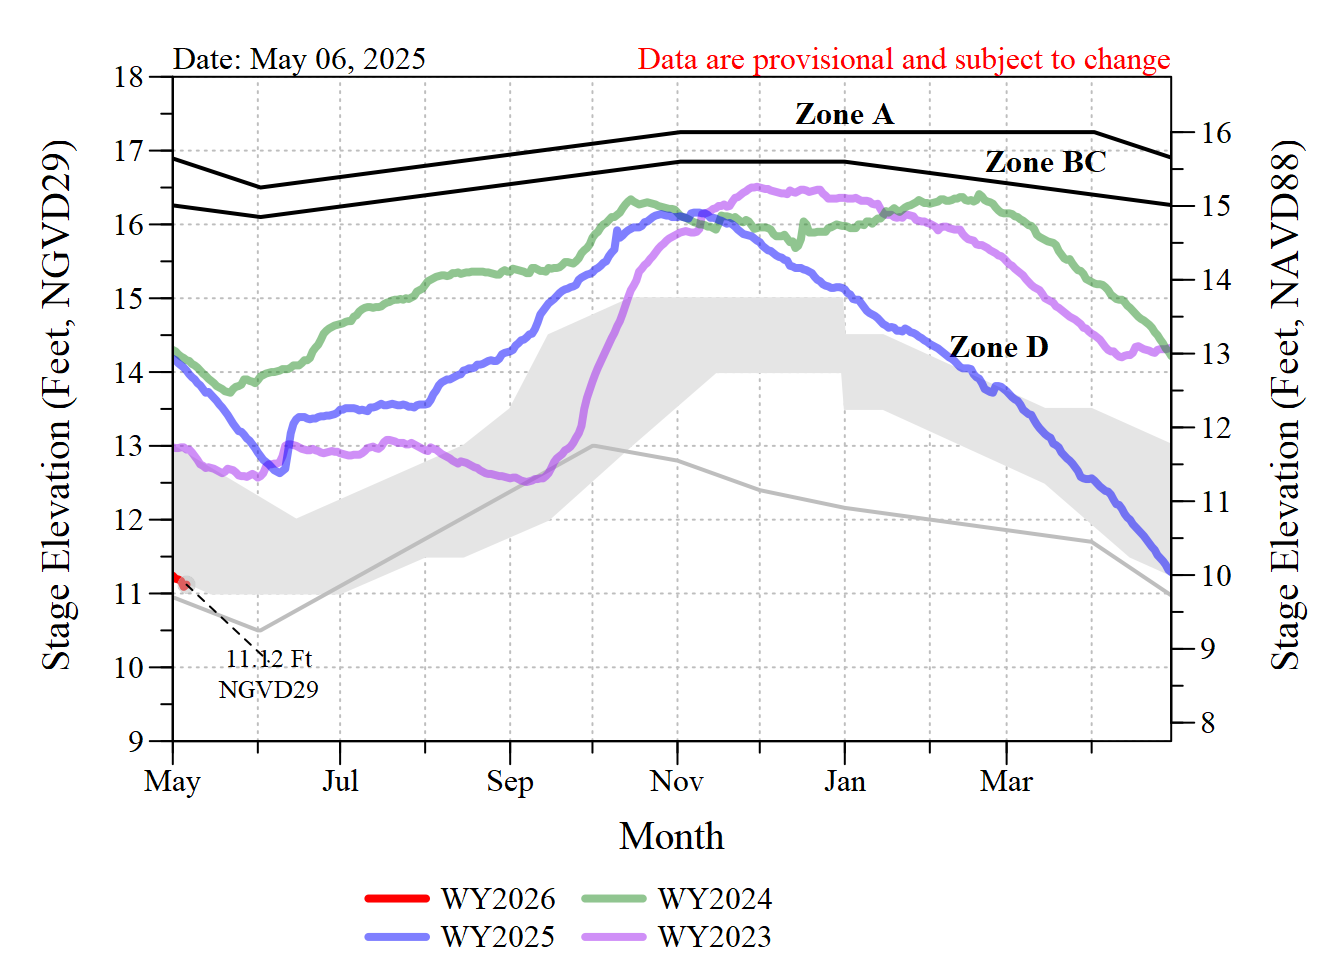 Date: May 06, 2025
Data are provisional and subject to change
18
17
16
15
14
13
12
11
10
9
Stage Elevation (Feet, NGVD29)
16
15
14
13
12
11
10
9
8
Stage Elevation (Feet, NAVD88)
Zone A
Zone BC
Zone D
11.12 Ft
NGVD29
May Jul Sep Nov Jan Mar
Month
WY2026 WY2024
WY2025 WY2023